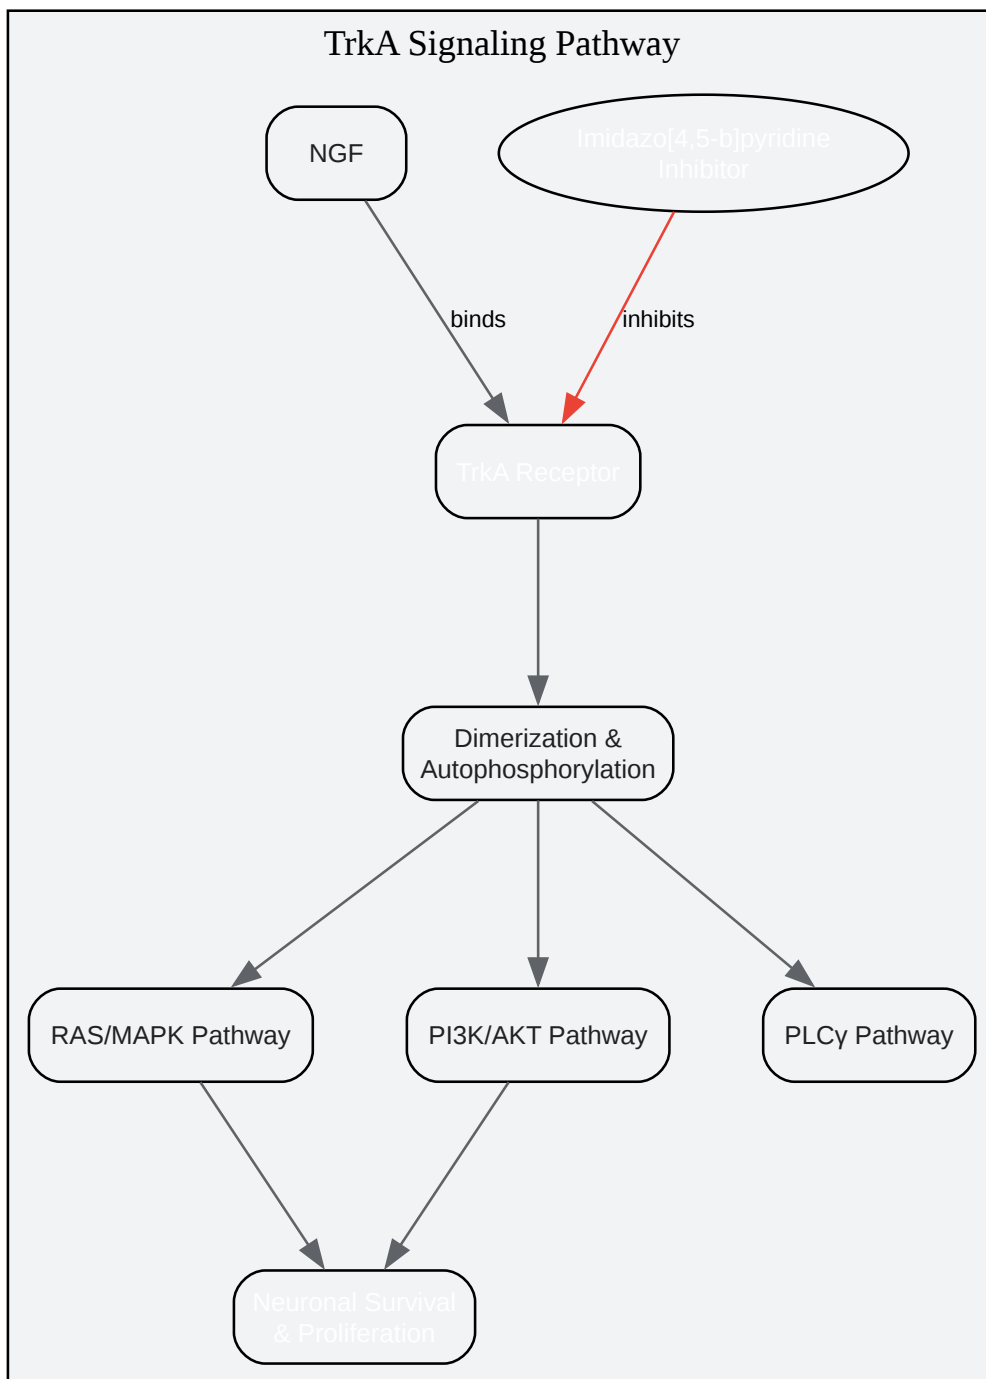 TrkA Signaling Pathway
NGF
Imidazo[4,5-b]pyridine
Inhibitor
binds
inhibits
TrkA Receptor
Dimerization &
Autophosphorylation
RAS/MAPK Pathway
PI3K/AKT Pathway
PLCγ Pathway
Neuronal Survival
& Proliferation